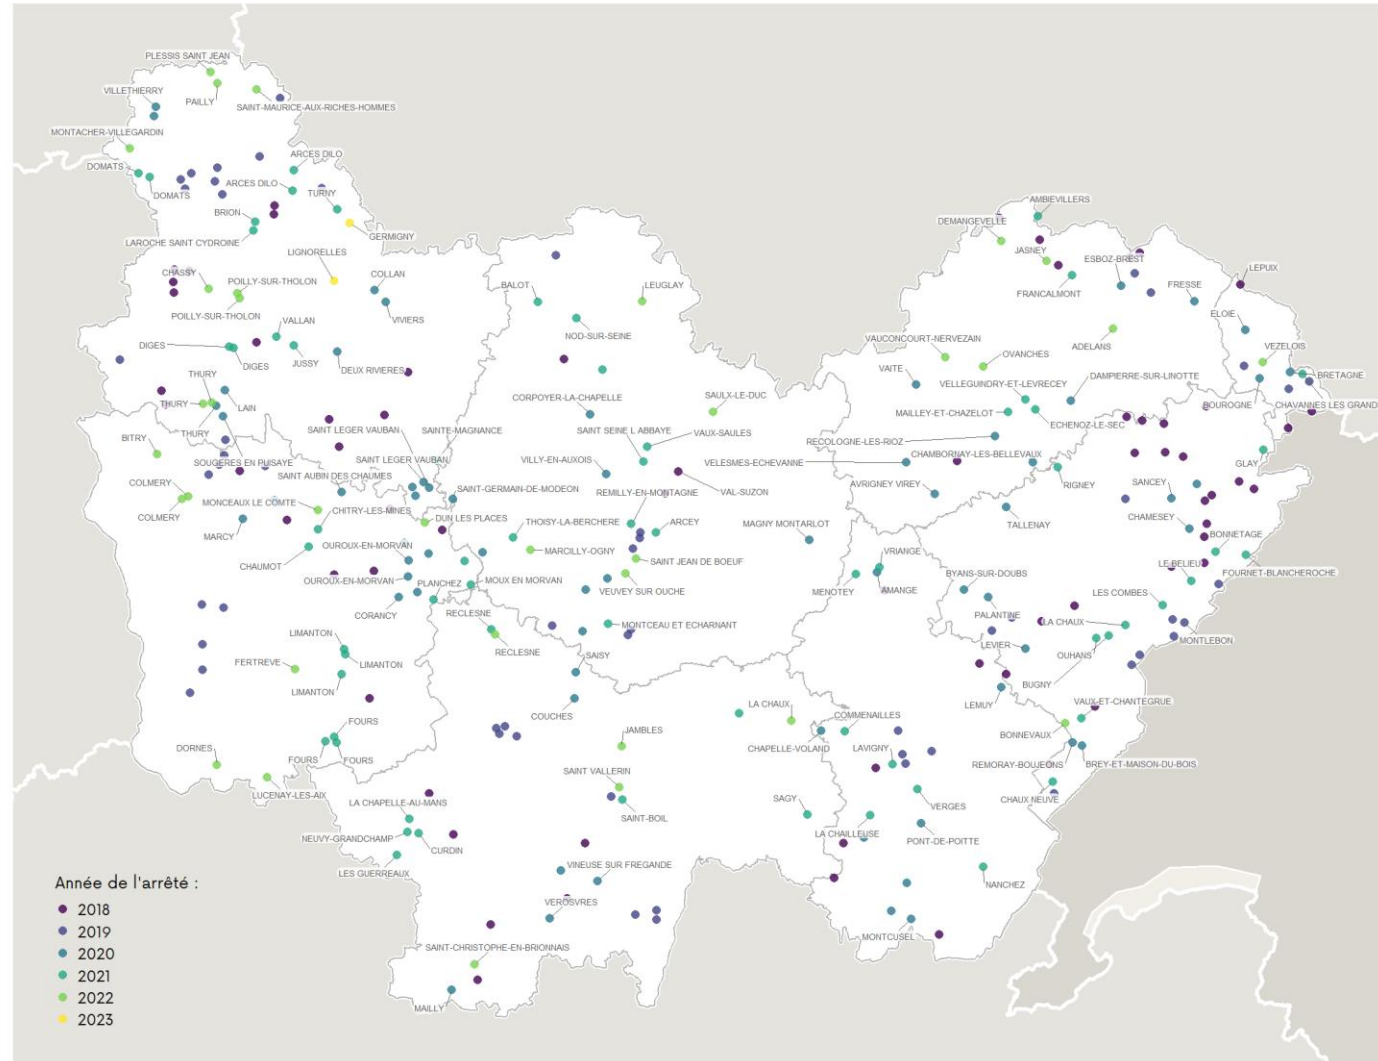 PLESSIS SAINT JEAN
VILLETHIERRY
PAILLY
SAINT-MAURICE-AUX-RICHES-HOMMES
MONTACHER-VILLEGARDIN
DOMATS
ARCES DILO
DOMATS
ARCES DILO
TURNY
BRION
LAROCHE SAINT CYDROINE
GERMIGNY
LIGNORELLES
CHASSY
POILLY-SUR-THOLON
COLLAN
POILLY-SUR-THOLON
VIVIERS
VALLAN
DIGES
DIGES
JUSSY
DEUX RIVIERES
THURY
THURY
LAIN
THURY
BITRY
SOUGERES EN PUISAYE
SAINT LEGER VAUBAN
SAINTE-MAGNANCE
SAINT LEGER VAUBAN
SAINT AUBIN DES CHAUMES
SAINT-GERMAIN-DE-MODEON
COLMERY
COLMERY
MONCEAUX LE COMTE
CHITRY-LES-MINES
DUN LES PLACES
MARCY
CHAUMOT
OUROUX-EN-MORVAN
OUROUX-EN-MORVAN
PLANCHEZ
MOUX EN MORVAN
CORANCY
RECLESNE
RECLESNE
LIMANTON
LIMANTON
LIMANTON
FERTREVE
FOURS
FOURS
FOURS
DORNES
LUCENAY-LES-AIX
BALOT
LEUGLAY
NOD-SUR-SEINE
CORPOYER-LA-CHAPELLE
SAULX-LE-DUC
SAINT SEINE L ABBAYE
VAUX-SAULES
VILLY-EN-AUXOIS
VAL-SUZON
REMILLY-EN-MONTAGNE
THOISY-LA-BERCHERE
ARCEY
MARCILLY-OGNY
SAINT JEAN DE BOEUF
MAGNY MONTARLOT
VEUVEY SUR OUCHE
MONTCEAU ET ECHARNANT
SAISY
COUCHES
JAMBLES
SAINT VALLERIN
SAINT-BOIL
LA CHAPELLE-AU-MANS
NEUVY-GRANDCHAMP
CURDIN
LES GUERREAUX
VINEUSE SUR FREGANDE
VEROSVRES
SAINT-CHRISTOPHE-EN-BRIONNAIS
MAILLY
AMBIEVILLERS
DEMANGEVELLE
JASNEY
ESBOZ-BREST
LEPUIX
FRANCALMONT
FRESSE
ELOIE
VAUCONCOURT-NERVEZAIN
OVANCHES
ADELANS
VEZELOIS
VAITE
VELLEGUINDRY-ET-LEVRECEY
DAMPIERRE-SUR-LINOTTE
BRETAGNE
MAILLEY-ET-CHAZELOT
ECHENOZ-LE-SEC
BOUROGNE
CHAVANNES LES GRAND
RECOLOGNE-LES-RIOZ
VELESMES-ECHEVANNE
CHAMBORNAY-LES-BELLEVAUX
GLAY
AVRIGNEY VIREY
RIGNEY
SANCEY
TALLENAY
CHAMESEY
BONNETAGE
VRIANGE
MENOTEY
AMANGE
BYANS-SUR-DOUBS
LE BELIEU
FOURNET-BLANCHEROCHE
PALANTINE
LES COMBES
LA CHAUX
LEVIER
MONTLEBON
OUHANS
BUGNY
LEMUY
VAUX-ET-CHANTEGRUE
LA CHAUX
COMMENAILLES
CHAPELLE-VOLAND
LAVIGNY
BONNEVAUX
REMORAY-BOUJEONS
BREY-ET-MAISON-DU-BOIS
CHAUX NEUVE
SAGY
VERGES
LA CHAILLEUSE
PONT-DE-POITTE
NANCHEZ
MONTCUSEL
Année de l'arrêté :
2018
2019
2020
2021
2022
2023